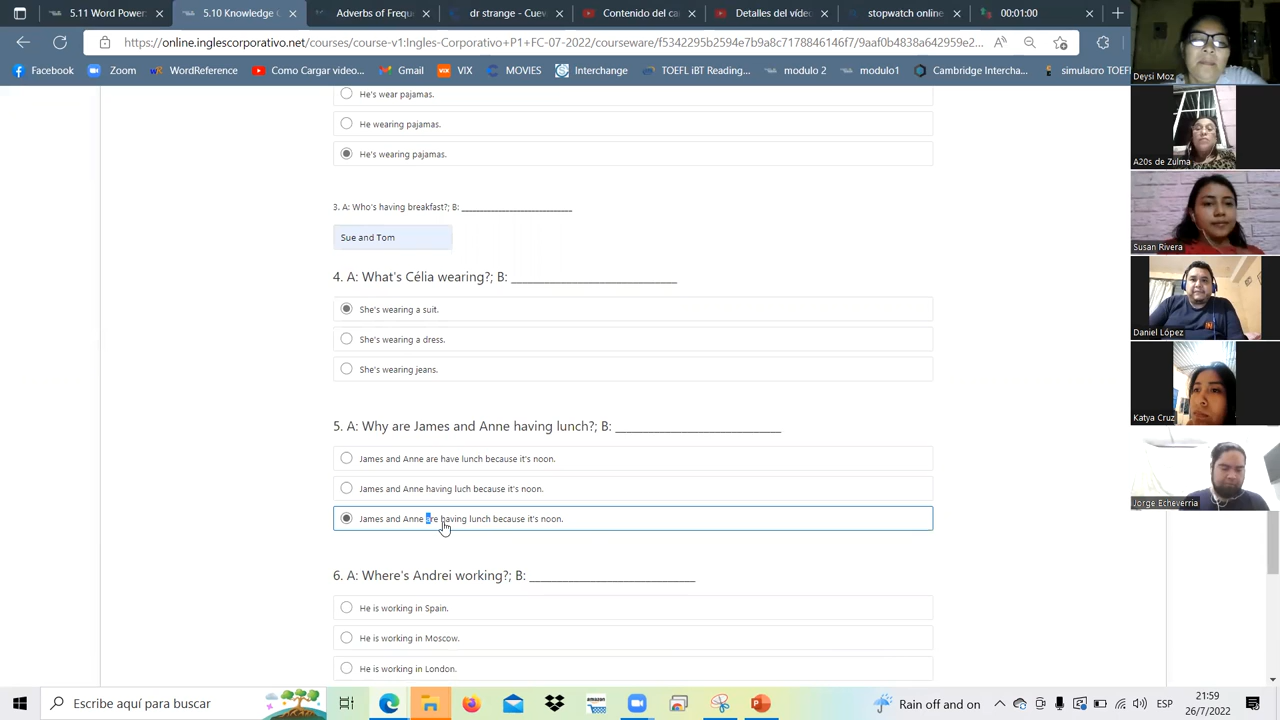 5.11 Word Power
5.10 Knowledge C
Adverbs of Frequ
dr strange - Cuev
Contenido del ca
Detalles del víde
stopwatch online
00:01:00
https://online.inglescorporativo.net/courses/course-v1:Ingles-Corporativo+P1+FC-07-2022/courseware/f5342295b2594e7b9a8c7178846146f7/9aaf0b4838a642959e2...
Facebook
Zoom
WordReference
Como Cargar video...
Gmail
VIX
MOVIES
Interchange
TOEFL IBT Reading...
modulo 2
modulo1
Cambridge Intercha...
simulacro TOEFL
He's wear pajamas.
He wearing pajamas.
He's wearing pajamas.
3. A: Who's having breakfast?; B: ____________________________
Sue and Tom
4. A: What's Célia wearing?; B: ____________________________
She's wearing a suit.
She's wearing a dress.
She's wearing jeans.
5. A: Why are James and Anne having lunch?; B: ____________________________
James and Anne are have lunch because it's noon.
James and Anne having luch because it's noon.
James and Anne are having lunch because it's noon.
6. A: Where's Andrei working?; B: ____________________________
He is working in Spain.
He is working in Moscow.
He is working in London.
Deysi Moz
A20s de Zulma
Susan Rivera
Daniel López
Katya Cruz
Jorge Echeverria
Escribe aquí para buscar
Rain off and on
ESP
21:59
26/7/2022